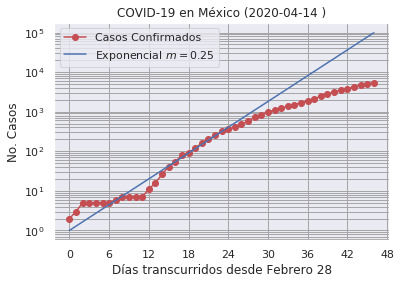 COVID-19 en México (2020-04-14 )
Casos Confirmados
Exponencial m = 0.25
No. Casos
10⁵
10⁴
10³
10²
10¹
10⁰
0 6 12 18 24 30 36 42 48
Días transcurridos desde Febrero 28